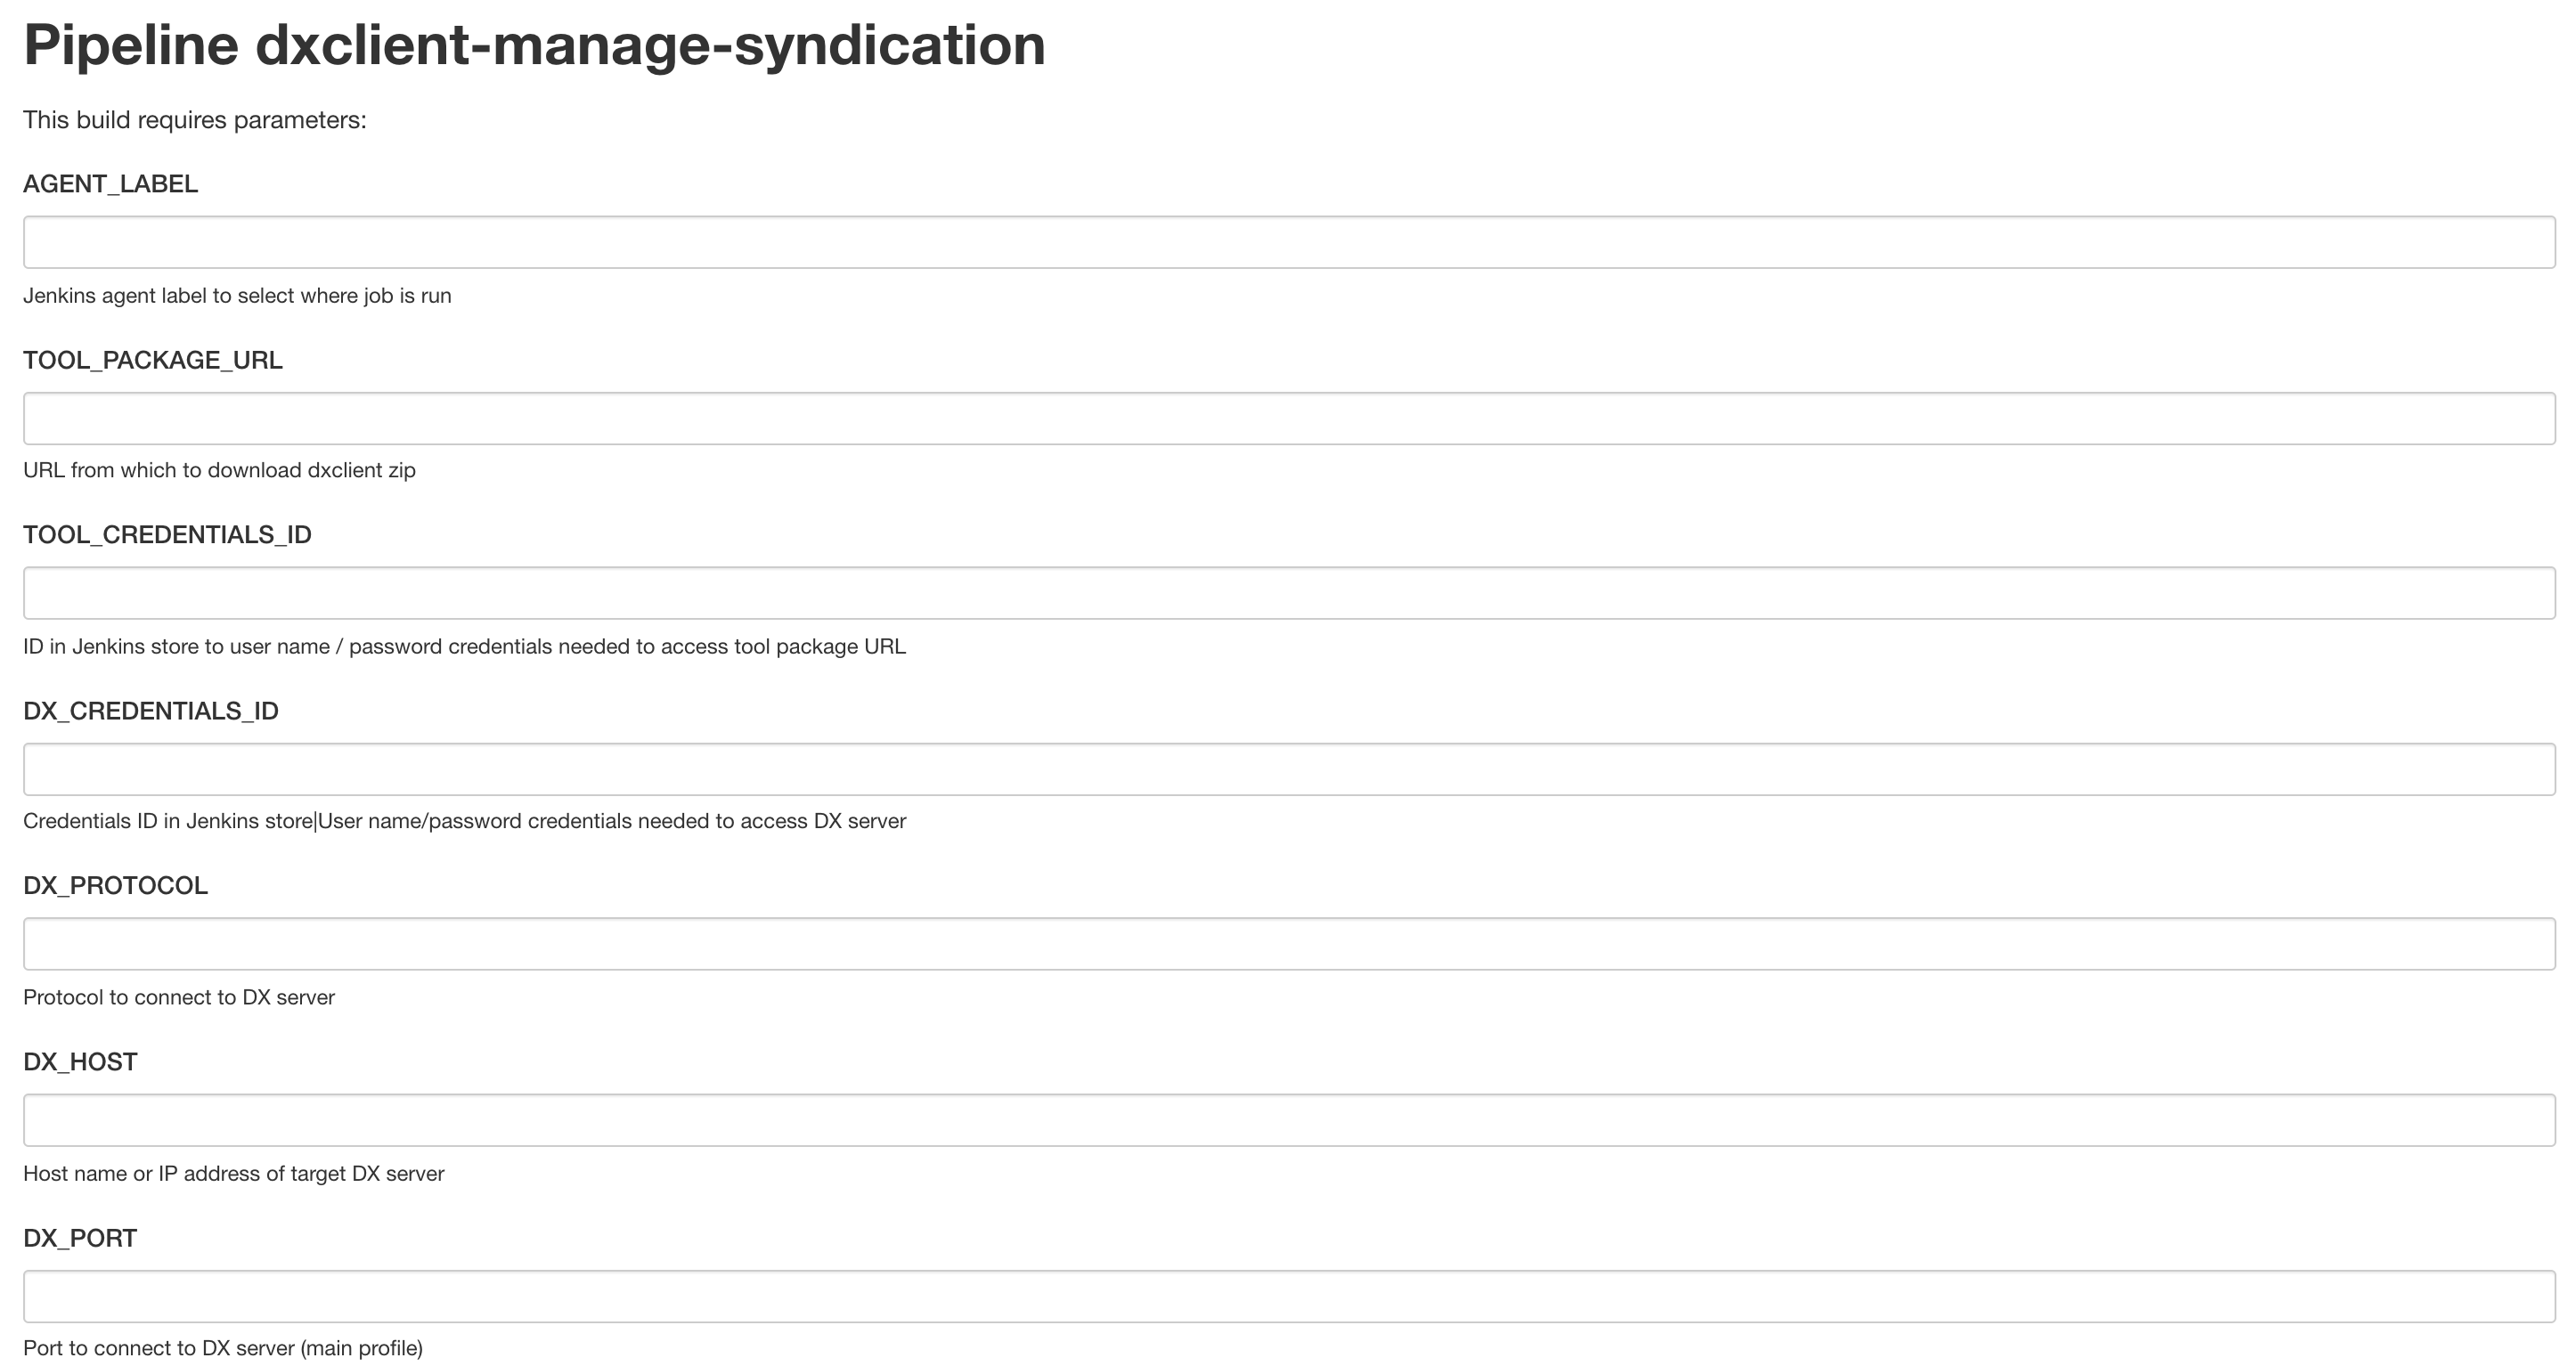 Pipeline dxclient-manage-syndication
This build requires parameters:
AGENT_LABEL
Jenkins agent label to select where job is run
TOOL_PACKAGE_URL
URL from which to download dxclient zip
TOOL_CREDENTIALS_ID
ID in Jenkins store to user name / password credentials needed to access tool package URL
DX_CREDENTIALS_ID
Credentials ID in Jenkins store|User name/password credentials needed to access DX server
DX_PROTOCOL
Protocol to connect to DX server
DX_HOST
Host name or IP address of target DX server
DX_PORT
Port to connect to DX server (main profile)